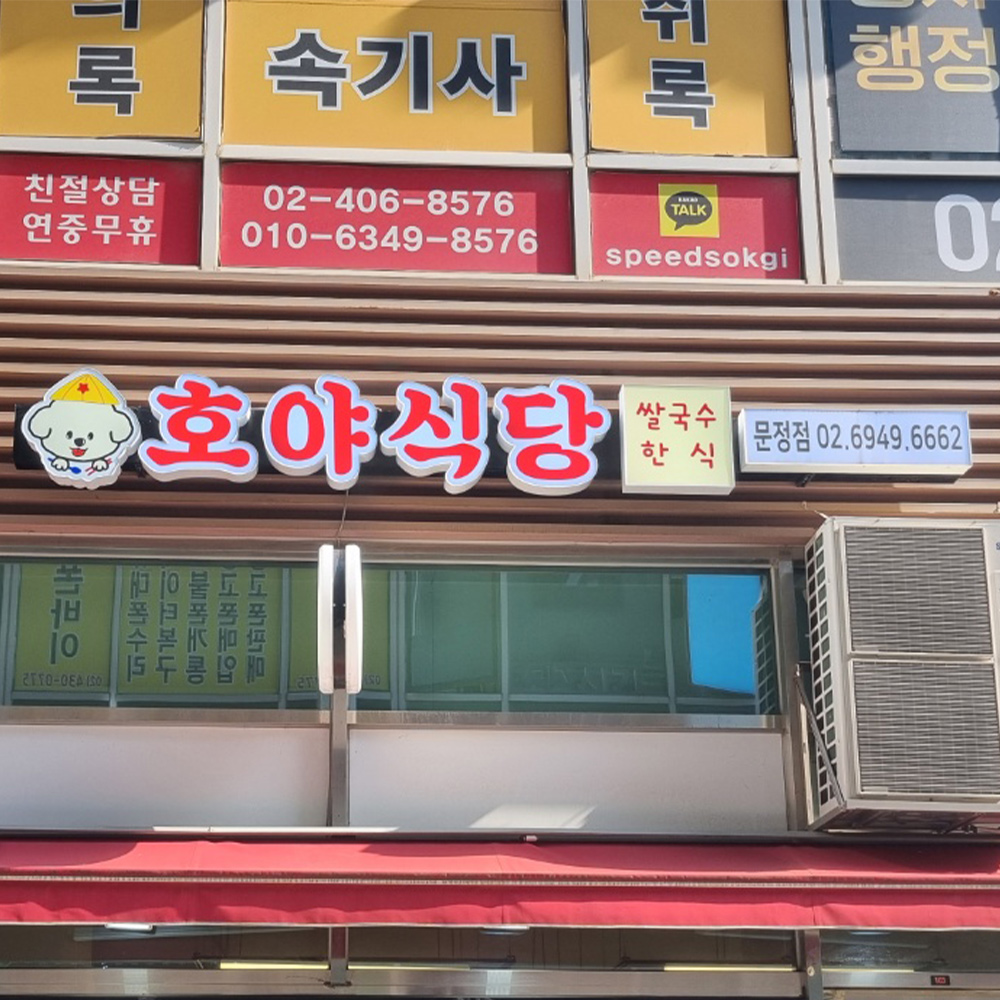 록
속기사
취
록
행정
친절상담
연중무휴
02-406-8576
010-6349-8576
TALK
speedsokgi
02
호야식당
쌀국수
한 식
문정점 02.6949.6662